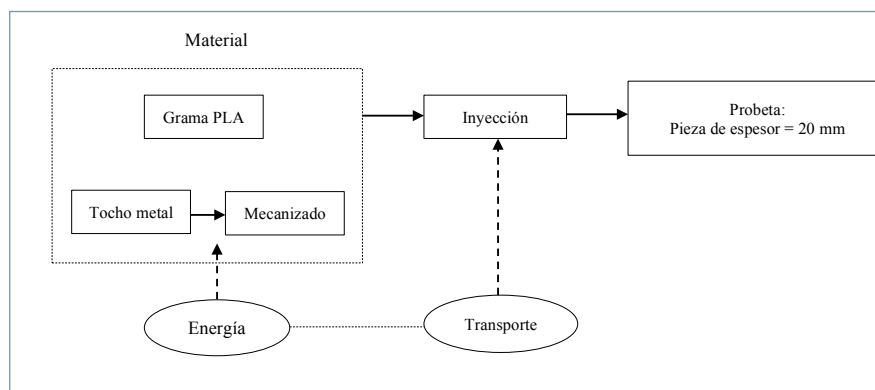 Material
Grama PLA
Inyección
Probeta:
Pieza de espesor = 20 mm
Tocho metal
Mecanizado
Energía
Transporte